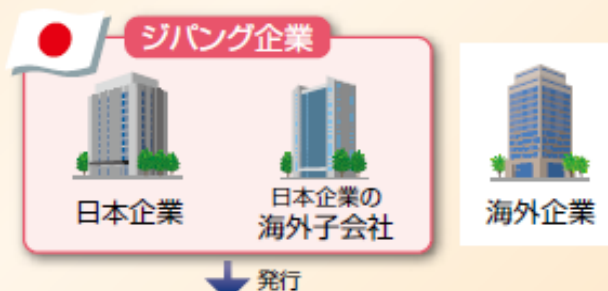 ジパング企業
日本企業
日本企業の
海外子会社
海外企業
発行